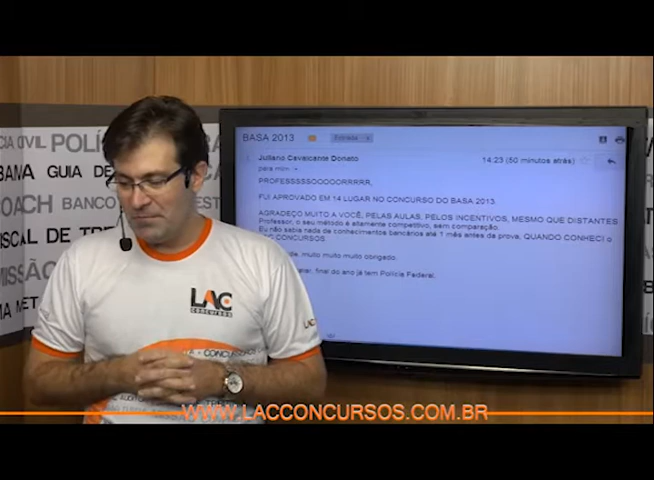 BASA 2013
Entrada
Juliano Cavalcante Donato
14:23 (50 minutos atrás)
para mim
PROFESSSSOOOOORRRRR,
FUI APROVADO EM 14 LUGAR NO CONCURSO DO BASA 2013.
AGRADEÇO MUITO A VOCÊ, PELAS AULAS, PELOS INCENTIVOS, MESMO QUE DISTANTES
Professor, o seu método é altamente competitivo, sem comparação.
Eu não sabia nada de conhecimentos bancários até 1 mês antes da prova, QUANDO CONHECI o
CONCURSOS
muito muito muito obrigado.
final do ano já tem Polícia Federal.
CIVIL POLÍ
GUIA DE
BANCO
FISCAL DE
MISSÃO
LAC
CONCURSOS
WWW.LACCONCURSOS.COM.BR